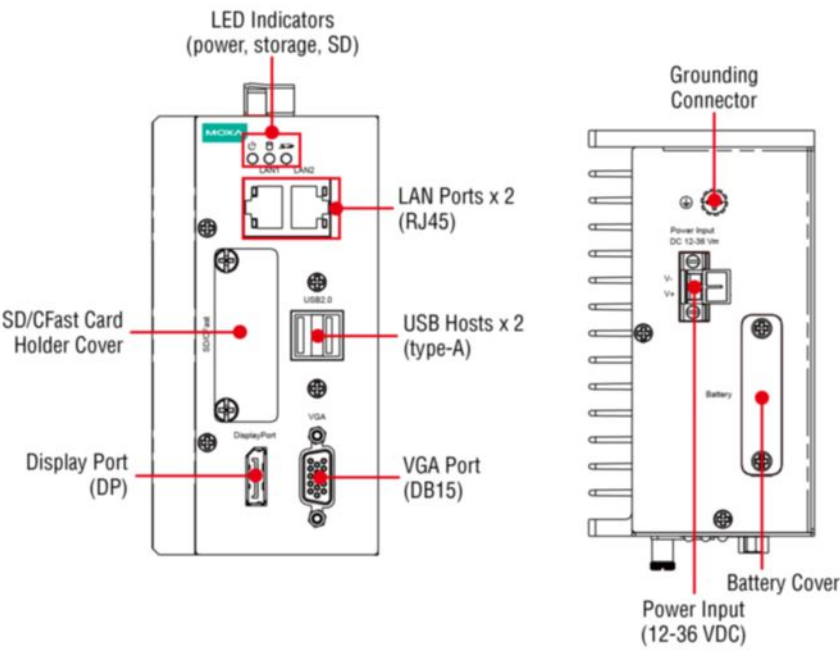 LED Indicators
(power, storage, SD)
MOXA
LAN1 LAN2
LAN Ports x 2
(RJ45)
SD/CFast Card
Holder Cover
SD/CFast
USB2.0
USB Hosts x 2
(type-A)
DisplayPort
VGA
Display Port
(DP)
VGA Port
(DB15)
Grounding
Connector
Power Input
DC 12-36 V
V-
V+
Battery
Battery Cover
Power Input
(12-36 VDC)